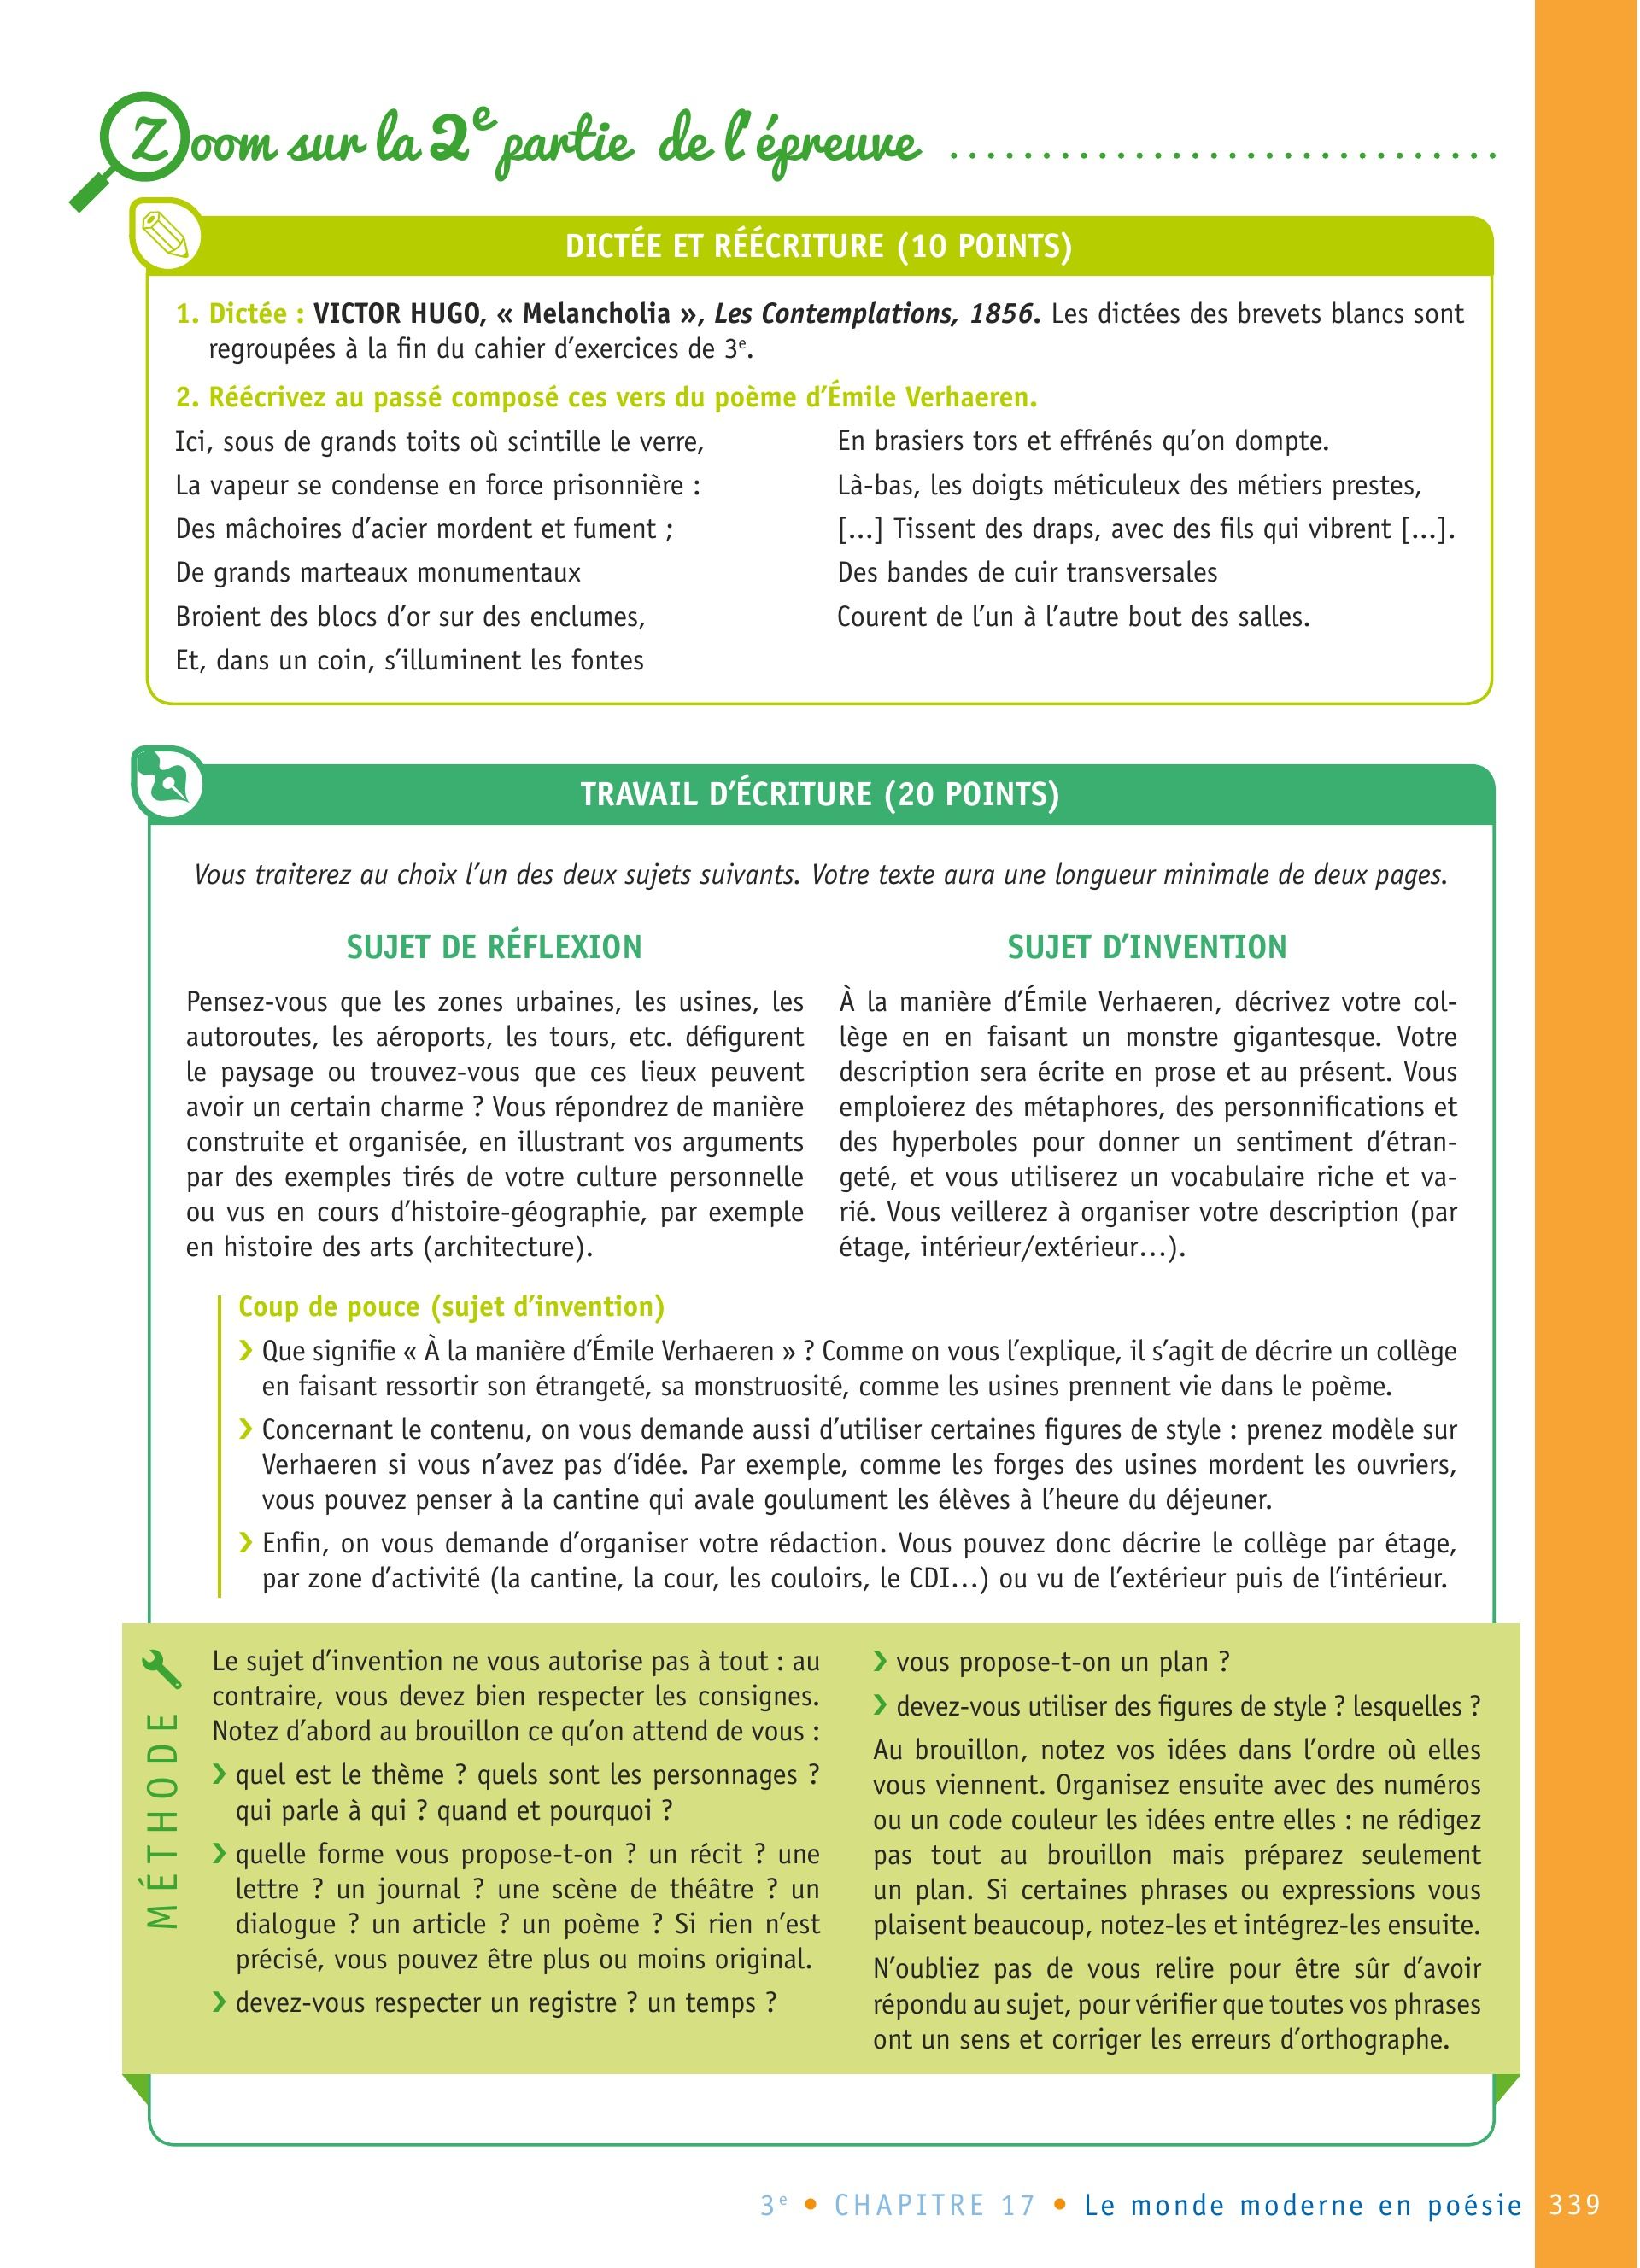 Zoom sur la 2e partie de l'épreuve
DICTÉE ET RÉÉCRITURE (10 POINTS)
1. Dictée : VICTOR HUGO, « Melancholia », Les Contemplations, 1856. Les dictées des brevets blancs sont
regroupées à la fin du cahier d'exercices de 3e.
2. Réécrivez au passé composé ces vers du poème d'Émile Verhaeren.
Ici, sous de grands toits où scintille le verre,
La vapeur se condense en force prisonnière :
Des mâchoires d'acier mordent et fument ;
De grands marteaux monumentaux
Broient des blocs d'or sur des enclumes,
Et, dans un coin, s'illuminent les fontes
En brasiers tors et effrénés qu'on dompte.
Là-bas, les doigts méticuleux des métiers prestes,
[...] Tissent des draps, avec des fils qui vibrent [...].
Des bandes de cuir transversales
Courent de l'un à l'autre bout des salles.
TRAVAIL D'ÉCRITURE (20 POINTS)
Vous traiterez au choix l'un des deux sujets suivants. Votre texte aura une longueur minimale de deux pages.
SUJET DE RÉFLEXION
Pensez-vous que les zones urbaines, les usines, les
autoroutes, les aéroports, les tours, etc. défigurent
le paysage ou trouvez-vous que ces lieux peuvent
avoir un certain charme ? Vous répondrez de manière
construite et organisée, en illustrant vos arguments
par des exemples tirés de votre culture personnelle
ou vus en cours d'histoire-géographie, par exemple
en histoire des arts (architecture).
SUJET D'INVENTION
À la manière d'Émile Verhaeren, décrivez votre col-
lège en en faisant un monstre gigantesque. Votre
description sera écrite en prose et au présent. Vous
emploierez des métaphores, des personnifications et
des hyperboles pour donner un sentiment d'étran-
geté, et vous utiliserez un vocabulaire riche et va-
rié. Vous veillerez à organiser votre description (par
étage, intérieur/extérieur...).
Coup de pouce (sujet d'invention)
❯ Que signifie « À la manière d'Émile Verhaeren » ? Comme on vous l'explique, il s'agit de décrire un collège
en faisant ressortir son étrangeté, sa monstruosité, comme les usines prennent vie dans le poème.
❯ Concernant le contenu, on vous demande aussi d'utiliser certaines figures de style : prenez modèle sur
Verhaeren si vous n'avez pas d'idée. Par exemple, comme les forges des usines mordent les ouvriers,
vous pouvez penser à la cantine qui avale goulument les élèves à l'heure du déjeuner.
❯ Enfin, on vous demande d'organiser votre rédaction. Vous pouvez donc décrire le collège par étage,
par zone d'activité (la cantine, la cour, les couloirs, le CDI...) ou vu de l'extérieur puis de l'intérieur.
MÉTHODE
Le sujet d'invention ne vous autorise pas à tout : au
contraire, vous devez bien respecter les consignes.
Notez d'abord au brouillon ce qu'on attend de vous :
❯ quel est le thème ? quels sont les personnages ?
qui parle à qui ? quand et pourquoi ?
❯ quelle forme vous propose-t-on ? un récit ? une
lettre ? un journal ? une scène de théâtre ? un
dialogue ? un article ? un poème ? Si rien n'est
précisé, vous pouvez être plus ou moins original.
❯ devez-vous respecter un registre ? un temps ?
❯ vous propose-t-on un plan ?
❯ devez-vous utiliser des figures de style ? lesquelles ?
Au brouillon, notez vos idées dans l'ordre où elles
vous viennent. Organisez ensuite avec des numéros
ou un code couleur les idées entre elles : ne rédigez
pas tout au brouillon mais préparez seulement
un plan. Si certaines phrases ou expressions vous
plaisent beaucoup, notez-les et intégrez-les ensuite.
N'oubliez pas de vous relire pour être sûr d'avoir
répondu au sujet, pour vérifier que toutes vos phrases
ont un sens et corriger les erreurs d'orthographe.
3e • CHAPITRE 17 • Le monde moderne en poésie 339